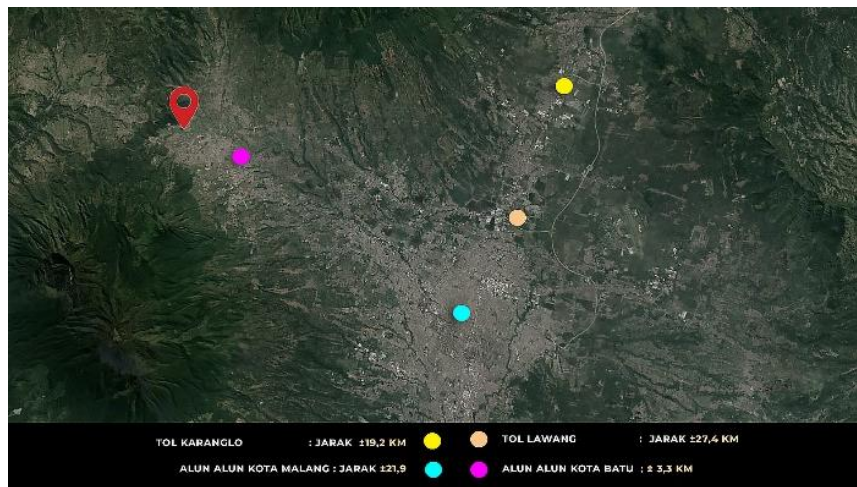 TOL KARANGLO : JARAK ±19,2 KM
TOL LAWANG : JARAK ±27,4 KM
ALUN ALUN KOTA MALANG : JARAK ±21,9
ALUN ALUN KOTA BATU : ± 3,3 KM